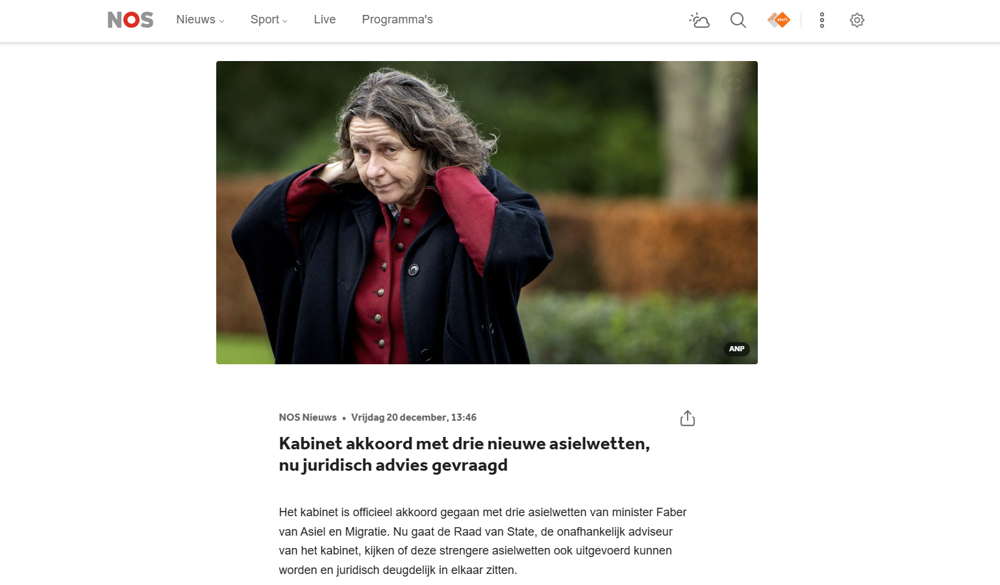 NOS Nieuws Sport Live Programma's
npo start
ANP
NOS Nieuws • Vrijdag 20 december, 13:46
Kabinet akkoord met drie nieuwe asielwetten,
nu juridisch advies gevraagd
Het kabinet is officieel akkoord gegaan met drie asielwetten van minister Faber
van Asiel en Migratie. Nu gaat de Raad van State, de onafhankelijk adviseur
van het kabinet, kijken of deze strengere asielwetten ook uitgevoerd kunnen
worden en juridisch deugdelijk in elkaar zitten.